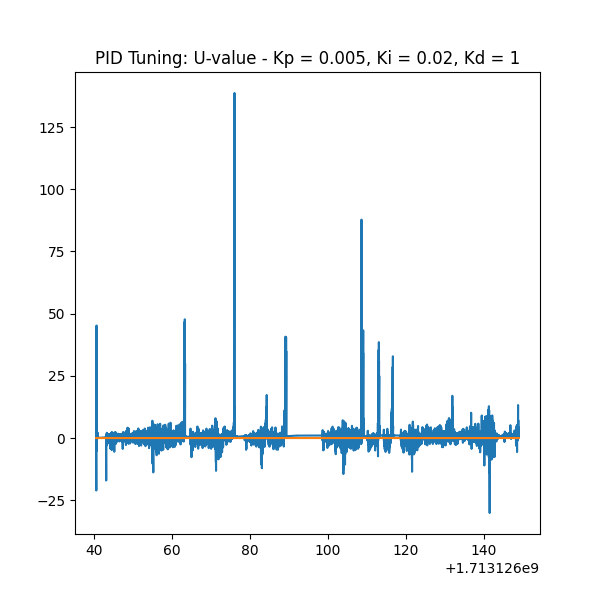 PID Tuning: U-value - Kp = 0.005, Ki = 0.02, Kd = 1
125
100
75
50
25
0
−25
40 60 80 100 120 140
+1.713126e9